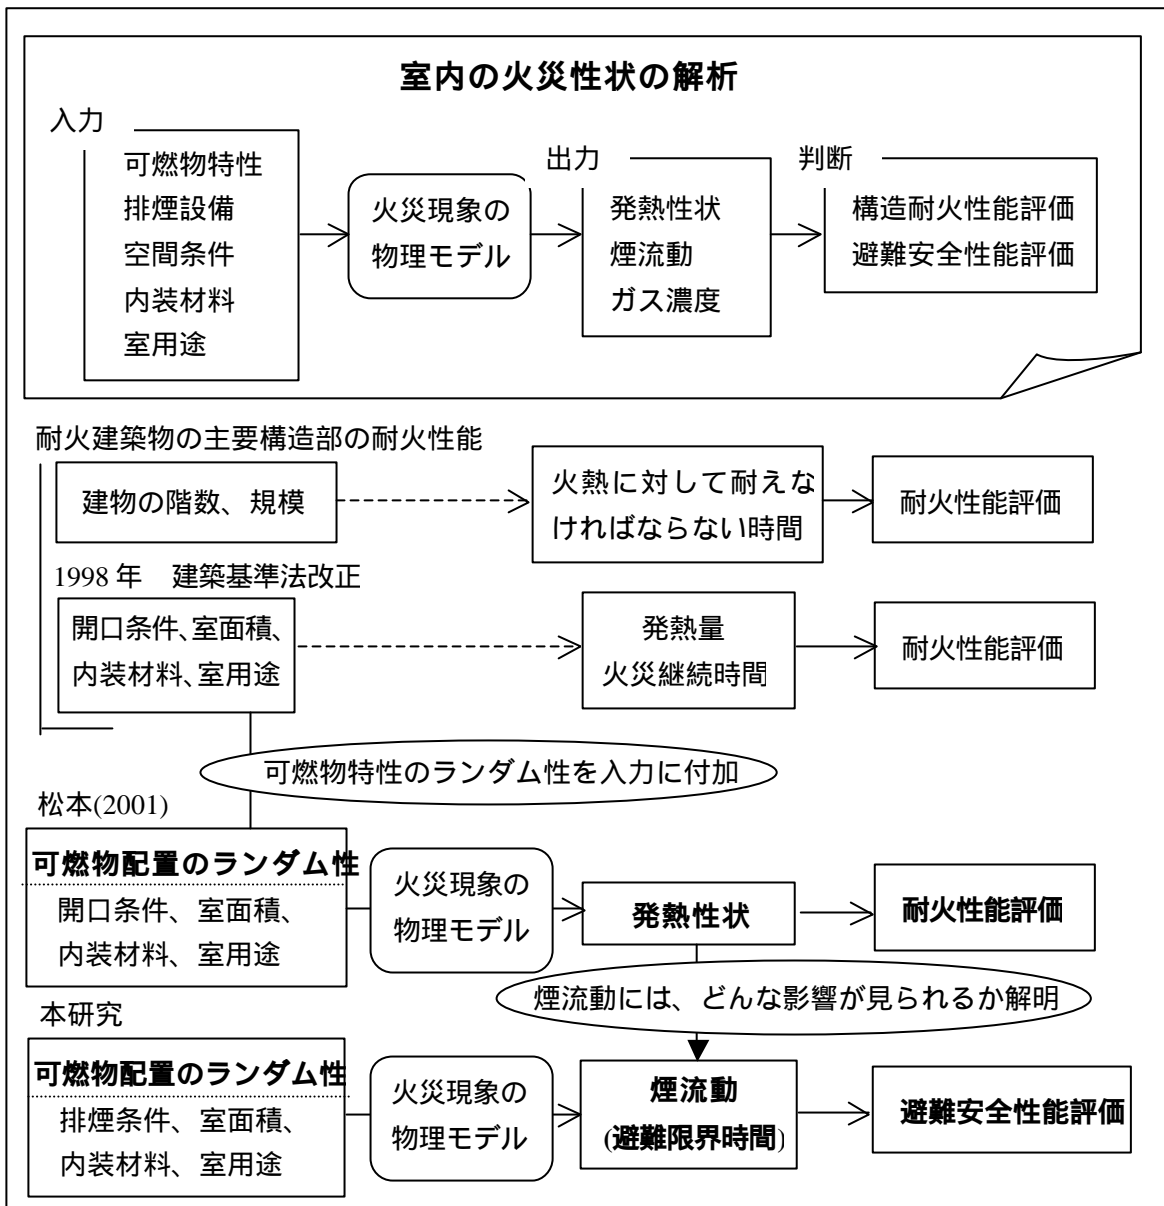 室内の火災性状の解析
入力
可燃物特性
排煙設備
空間条件
内装材料
室用途
火災現象の
物理モデル
出力
発熱性状
煙流動
ガス濃度
判断
構造耐火性能評価
避難安全性能評価
耐火建築物の主要構造部の耐火性能
建物の階数、規模
火熱に対して耐えな
ければならない時間
耐火性能評価
1998年　建築基準法改正
開口条件、室面積、
内装材料、室用途
発熱量
火災継続時間
耐火性能評価
可燃物特性のランダム性を入力に付加
松本(2001)
可燃物配置のランダム性
開口条件、室面積、
内装材料、室用途
火災現象の
物理モデル
発熱性状
耐火性能評価
煙流動には、どんな影響が見られるか解明
本研究
可燃物配置のランダム性
排煙条件、室面積、
内装材料、室用途
火災現象の
物理モデル
煙流動
(避難限界時間)
避難安全性能評価